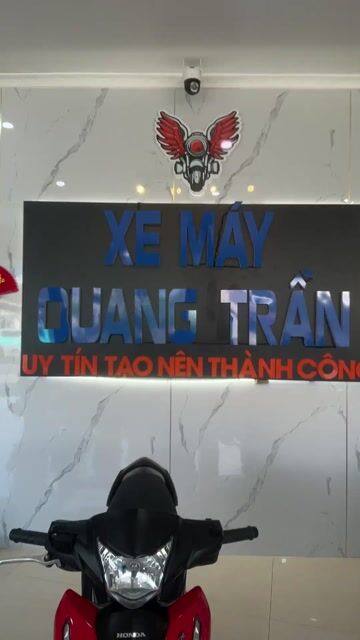 XE MÁY
QUANG TRẦN
UY TÍN TẠO NÊN THÀNH CÔNG
HONDA